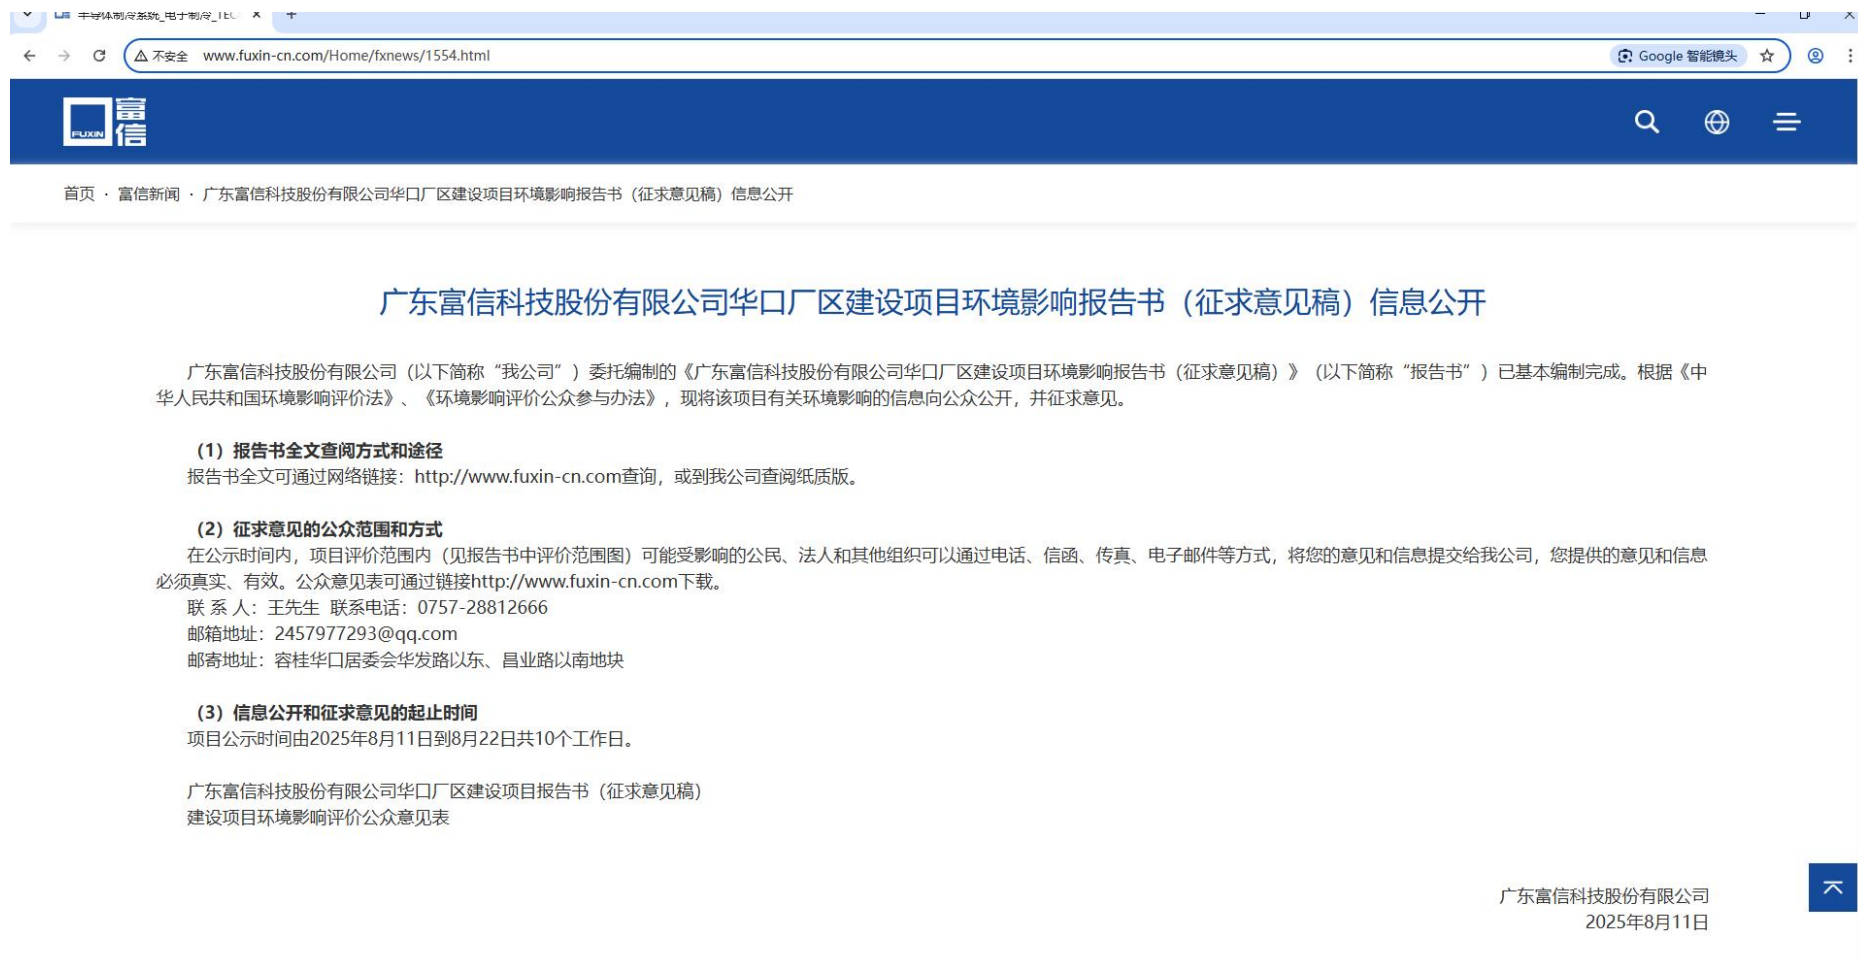 半导体制冷系统_电子制冷_TEC
不安全 www.fuxin-cn.com/Home/fxnews/1554.html
Google 智能镜头
FUXIN 富信
首页 · 富信新闻 · 广东富信科技股份有限公司华口厂区建设项目环境影响报告书（征求意见稿）信息公开
广东富信科技股份有限公司华口厂区建设项目环境影响报告书（征求意见稿）信息公开
广东富信科技股份有限公司（以下简称“我公司”）委托编制的《广东富信科技股份有限公司华口厂区建设项目环境影响报告书（征求意见稿）》（以下简称“报告书”）已基本编制完成。根据《中
华人民共和国环境影响评价法》、《环境影响评价公众参与办法》，现将该项目有关环境影响的信息向公众公开，并征求意见。
（1）报告书全文查阅方式和途径
报告书全文可通过网络链接：http://www.fuxin-cn.com查询，或到我公司查阅纸质版。
（2）征求意见的公众范围和方式
在公示时间内，项目评价范围内（见报告书中评价范围图）可能受影响的公民、法人和其他组织可以通过电话、信函、传真、电子邮件等方式，将您的意见和信息提交给我公司，您提供的意见和信息
必须真实、有效。公众意见表可通过链接http://www.fuxin-cn.com下载。
联 系 人：王先生 联系电话：0757-28812666
邮箱地址：2457977293@qq.com
邮寄地址：容桂华口居委会华发路以东、昌业路以南地块
（3）信息公开和征求意见的起止时间
项目公示时间由2025年8月11日到8月22日共10个工作日。
广东富信科技股份有限公司华口厂区建设项目报告书（征求意见稿）
建设项目环境影响评价公众意见表
广东富信科技股份有限公司
2025年8月11日